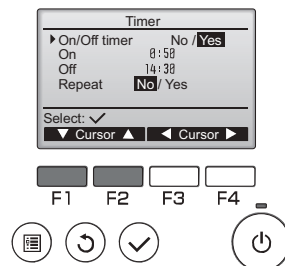 Timer
On/Off timer No / Yes
On 8:50
Off 14:30
Repeat No / Yes
Select: ✓
▼ Cursor ▲ ◀ Cursor ▶
F1 F2 F3 F4